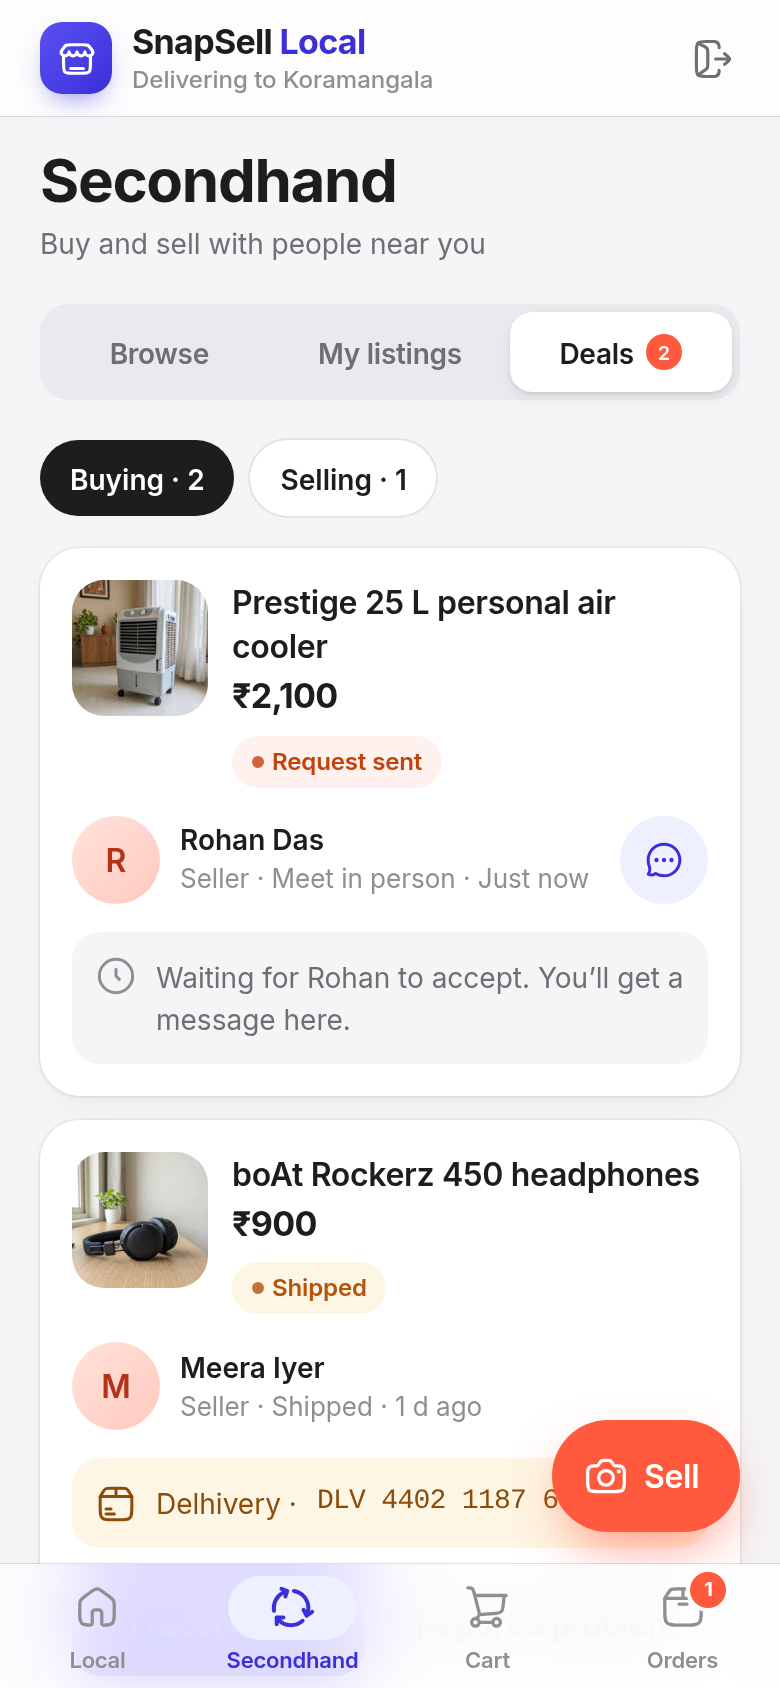 SnapSell Local
Delivering to Koramangala
Secondhand
Buy and sell with people near you
Browse
My listings
Deals 2
Buying · 2
Selling · 1
Prestige 25 L personal air
cooler
₹2,100
Request sent
R
Rohan Das
Seller · Meet in person · Just now
Waiting for Rohan to accept. You’ll get a
message here.
boAt Rockerz 450 headphones
₹900
Shipped
M
Meera Iyer
Seller · Shipped · 1 d ago
Delhivery · DLV 4402 1187 6
Sell
Report a problem
Local
Secondhand
Cart
1
Orders